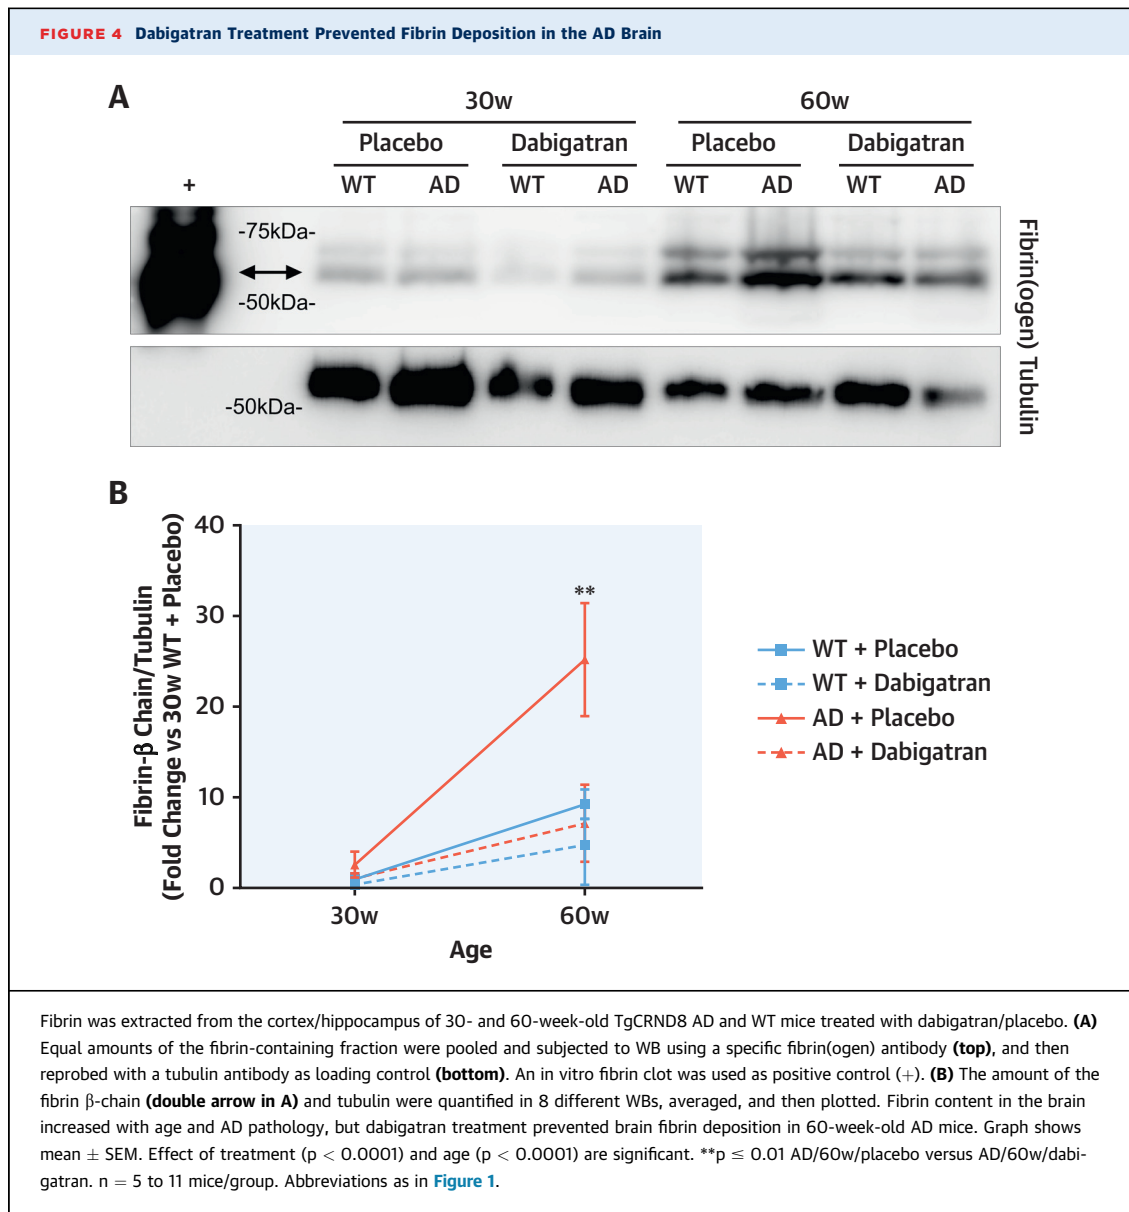 FIGURE 4 Dabigatran Treatment Prevented Fibrin Deposition in the AD Brain
A
30w 60w
Placebo Dabigatran Placebo Dabigatran
+ WT AD WT AD WT AD WT AD
-75kDa-
-50kDa-
Fibrin(ogen)
-50kDa-
Tubulin
B
Fibrin-β Chain/Tubulin
(Fold Change vs 30w WT + Placebo)
40
30
20
10
0
**
30w 60w
Age
WT + Placebo
WT + Dabigatran
AD + Placebo
AD + Dabigatran
Fibrin was extracted from the cortex/hippocampus of 30- and 60-week-old TgCRND8 AD and WT mice treated with dabigatran/placebo. (A)
Equal amounts of the fibrin-containing fraction were pooled and subjected to WB using a specific fibrin(ogen) antibody (top), and then
reprobed with a tubulin antibody as loading control (bottom). An in vitro fibrin clot was used as positive control (+). (B) The amount of the
fibrin β-chain (double arrow in A) and tubulin were quantified in 8 different WBs, averaged, and then plotted. Fibrin content in the brain
increased with age and AD pathology, but dabigatran treatment prevented brain fibrin deposition in 60-week-old AD mice. Graph shows
mean ± SEM. Effect of treatment (p < 0.0001) and age (p < 0.0001) are significant. **p ≤ 0.01 AD/60w/placebo versus AD/60w/dabi-
gatran. n = 5 to 11 mice/group. Abbreviations as in Figure 1.